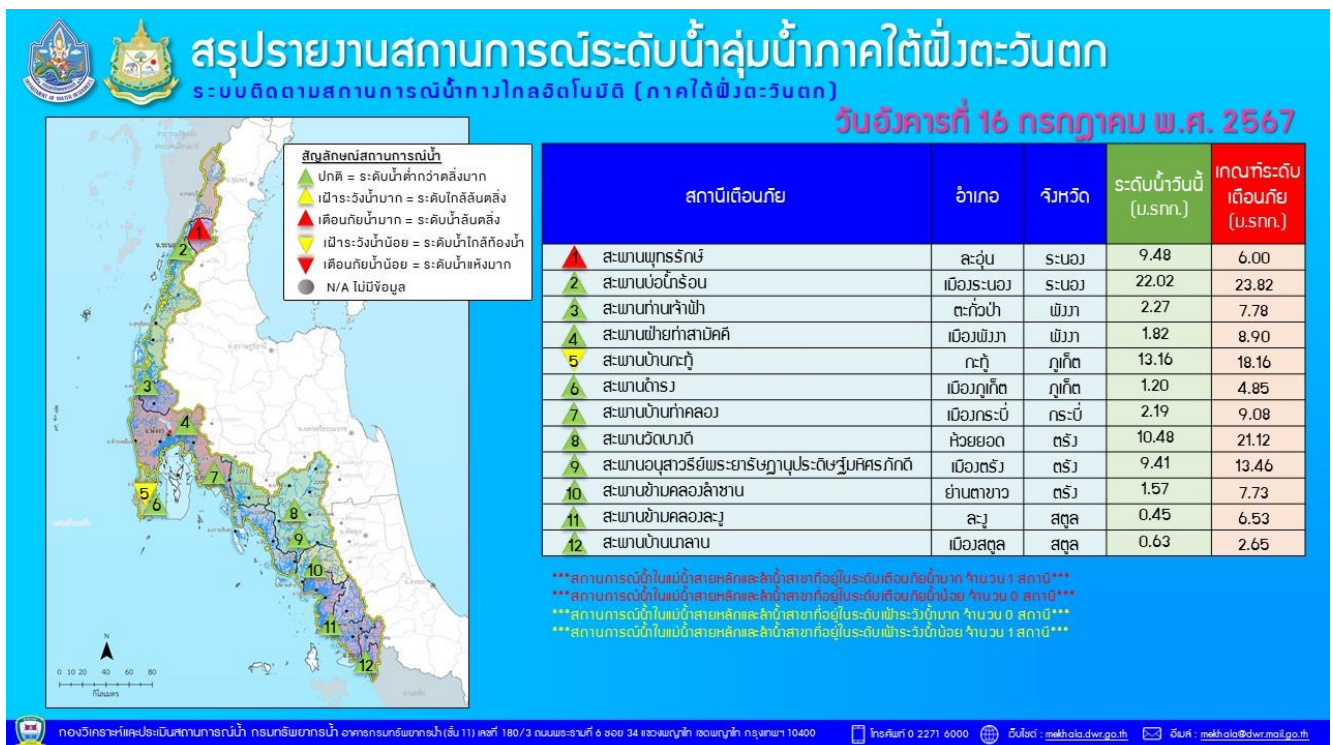 สรุปรายงานสถานการณ์ระดับน้ำลุ่มน้ำภาคใต้ฝั่งตะวันตก
ระบบติดตามสถานการณ์น้ำทางไกลอัตโนมัติ (ภาคใต้ฝั่งตะวันตก)
วันอังคารที่ 16 กรกฎาคม พ.ศ. 2567
สัญลักษณ์สถานการณ์น้ำ
ปกติ = ระดับน้ำต่ำกว่าตลิ่งมาก
เฝ้าระวังน้ำมาก = ระดับใกล้ล้นตลิ่ง
เตือนภัยน้ำมาก = ระดับน้ำล้นตลิ่ง
เฝ้าระวังน้ำน้อย = ระดับน้ำใกล้ท้องน้ำ
เตือนภัยน้ำน้อย = ระดับน้ำแห้งมาก
N/A ไม่มีข้อมูล
1
2
3
4
5
6
7
8
9
10
11
12
N
0 10 20 40 60 80
กิโลเมตร
สถานีเตือนภัย อำเภอ จังหวัด ระดับน้ำวันนี้ (ม.รทก.) เกณฑ์ระดับเตือนภัย (ม.รทก.)
1 สะพานพุทธรักษ์ ละอุ่น ระนอง 9.48 6.00
2 สะพานบ่อน้ำร้อน เมืองระนอง ระนอง 22.02 23.82
3 สะพานท่านเจ้าฟ้า ตะกั่วป่า พังงา 2.27 7.78
4 สะพานฝ่ายท่าสามัคคี เมืองพังงา พังงา 1.82 8.90
5 สะพานบ้านกะทู้ กะทู้ ภูเก็ต 13.16 18.16
6 สะพานดำรง เมืองภูเก็ต ภูเก็ต 1.20 4.85
7 สะพานบ้านท่าคลอง เมืองกระบี่ กระบี่ 2.19 9.08
8 สะพานวัดบางดี ห้วยยอด ตรัง 10.48 21.12
9 สะพานอนุสาวรีย์พระยารัษฎานุประดิษฐ์มหิศรภักดี เมืองตรัง ตรัง 9.41 13.46
10 สะพานข้ามคลองลำชาน ย่านตาขาว ตรัง 1.57 7.73
11 สะพานข้ามคลองละงู ละงู สตูล 0.45 6.53
12 สะพานบ้านนาลาน เมืองสตูล สตูล 0.63 2.65
***สถานการณ์น้ำในแม่น้ำสายหลักและลำน้ำสาขาที่อยู่ในระดับเตือนภัยน้ำมาก จำนวน 1 สถานี***
***สถานการณ์น้ำในแม่น้ำสายหลักและลำน้ำสาขาที่อยู่ในระดับเตือนภัยน้ำน้อย จำนวน 0 สถานี***
***สถานการณ์น้ำในแม่น้ำสายหลักและลำน้ำสาขาที่อยู่ในระดับเฝ้าระวังน้ำมาก จำนวน 0 สถานี***
***สถานการณ์น้ำในแม่น้ำสายหลักและลำน้ำสาขาที่อยู่ในระดับเฝ้าระวังน้ำน้อย จำนวน 1 สถานี***
กองวิเคราะห์และประเมินสถานการณ์น้ำ กรมทรัพยากรน้ำ อาคารกรมทรัพยากรน้ำ (ชั้น 11) เลขที่ 180/3 ถนนพระรามที่ 6 ซอย 34 แขวงพญาไท เขตพญาไท กรุงเทพฯ 10400 โทรศัพท์ 0 2271 6000 เว็บไซต์ : mekhala.dwr.go.th อีเมล์ : mekhala@dwr.mail.go.th